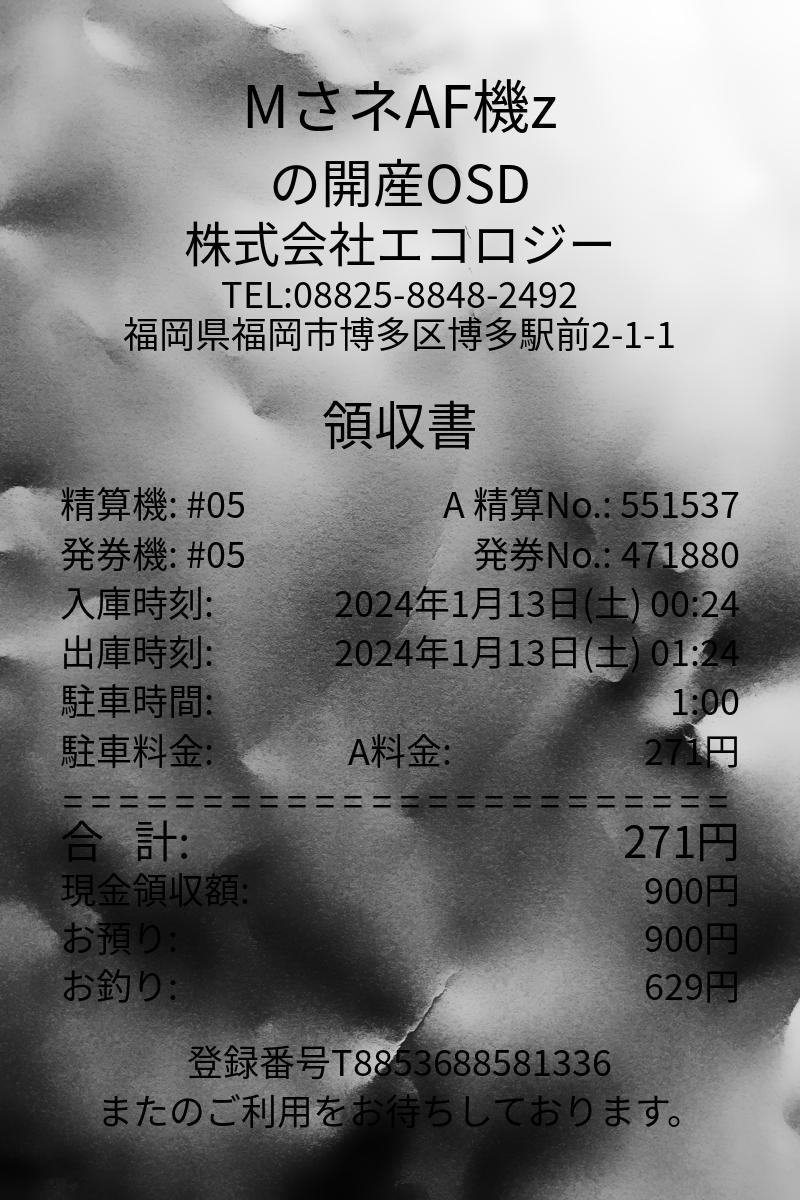 MさネAF機z
の開産OSD
株式会社エコロジー
TEL:08825-8848-2492
福岡県福岡市博多区博多駅前2-1-1
領収書
精算機: #05 A 精算No.: 551537
発券機: #05 発券No.: 471880
入庫時刻: 2024年1月13日(土) 00:24
出庫時刻: 2024年1月13日(土) 01:24
駐車時間: 1:00
駐車料金: A料金: 271円
========================
合 計: 271円
現金領収額: 900円
お預り: 900円
お釣り: 629円
登録番号T8853688581336
またのご利用をお待ちしております。